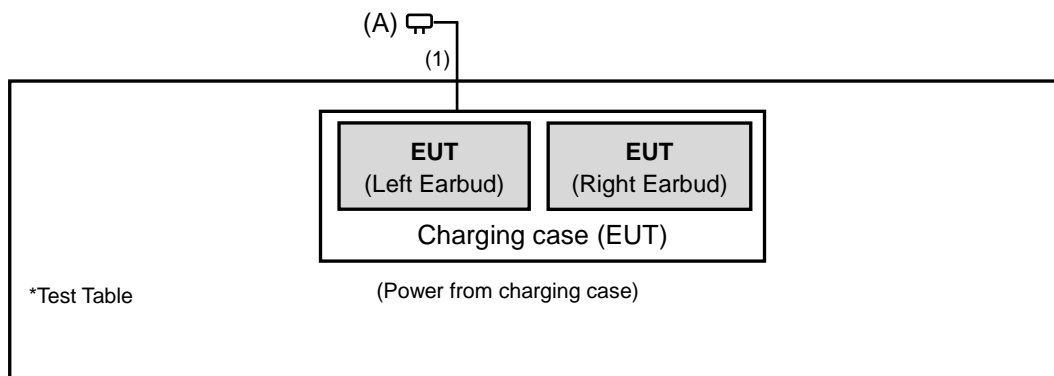 (A)
(1)
EUT
(Left Earbud)
EUT
(Right Earbud)
Charging case (EUT)
*Test Table
(Power from charging case)